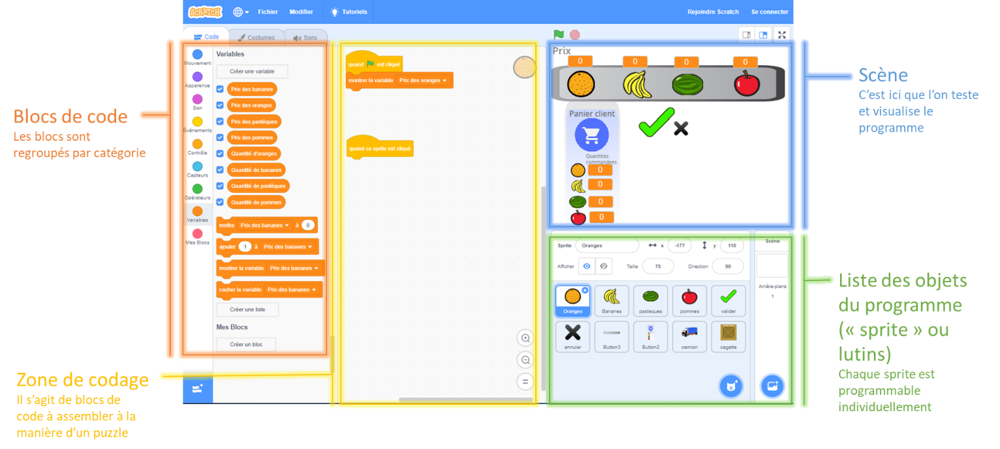 SCRATCH
Fichier
Modifier
Tutoriels
Rejoindre Scratch
Se connecter
Code
Costumes
Sons
Blocs de code
Les blocs sont
regroupés par catégorie
Zone de codage
Il s’agit de blocs de
code à assembler à la
manière d’un puzzle
Mouvement
Apparence
Son
Événements
Contrôle
Capteurs
Opérateurs
Variables
Mes Blocs
Variables
Créer une variable
Prix des bananes
Prix des oranges
Prix des pastèques
Prix des pommes
Quantité d'oranges
Quantité de bananes
Quantité de pastèques
Quantité de pommes
mettre Prix des bananes à 0
ajouter 1 à Prix des bananes
montrer la variable Prix des bananes
cacher la variable Prix des bananes
Créer une liste
Mes Blocs
Créer un bloc
quand est cliqué
montrer la variable Prix des oranges
quand ce sprite est cliqué
Prix
0 0 0 0
Panier client
Quantites
commandees
0
0
0
0
Scène
C’est ici que l’on teste
et visualise le
programme
Sprite Oranges x -177 y 110
Afficher Taille 75 Direction 90
Oranges Bananes pasteques pommes valider
annuler Button3 Button2 camion cagette
Scène
Arrière-plans
1
Liste des objets
du programme
(« sprite » ou
lutins)
Chaque sprite est
programmable
individuellement